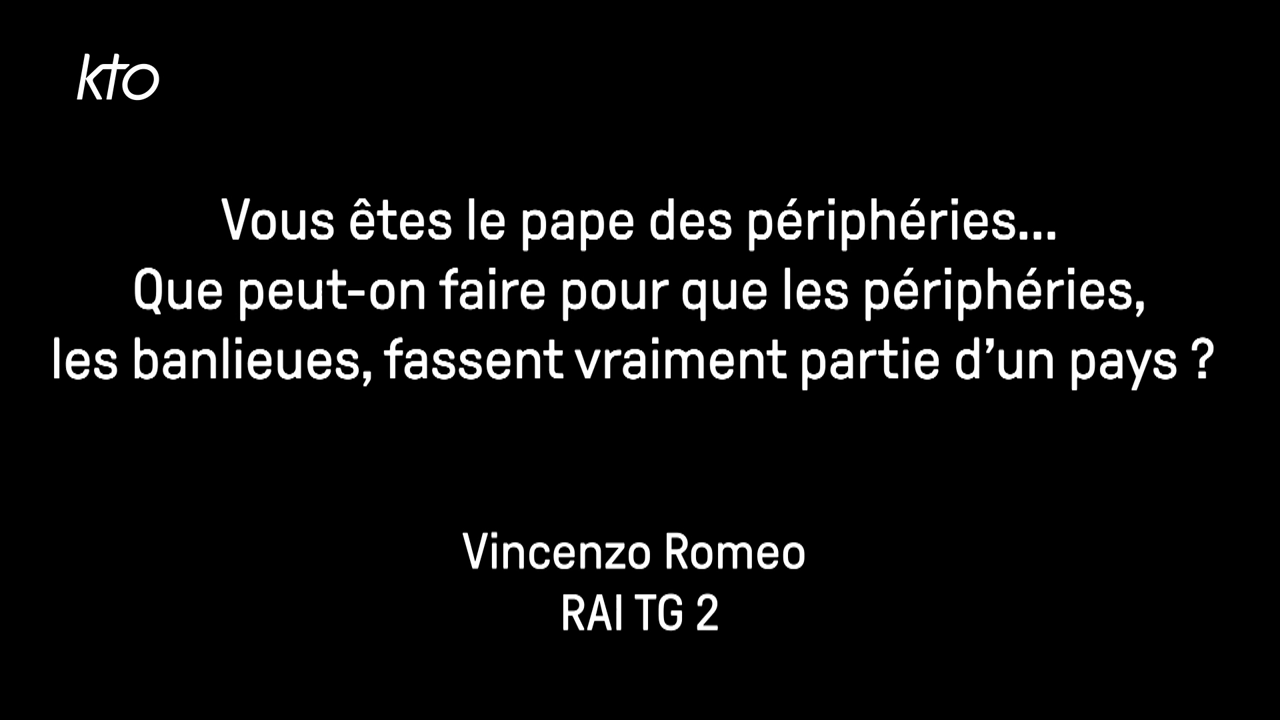 kto
Vous êtes le pape des périphéries...
Que peut-on faire pour que les périphéries,
les banlieues, fassent vraiment partie d’un pays ?
Vincenzo Romeo
RAI TG 2